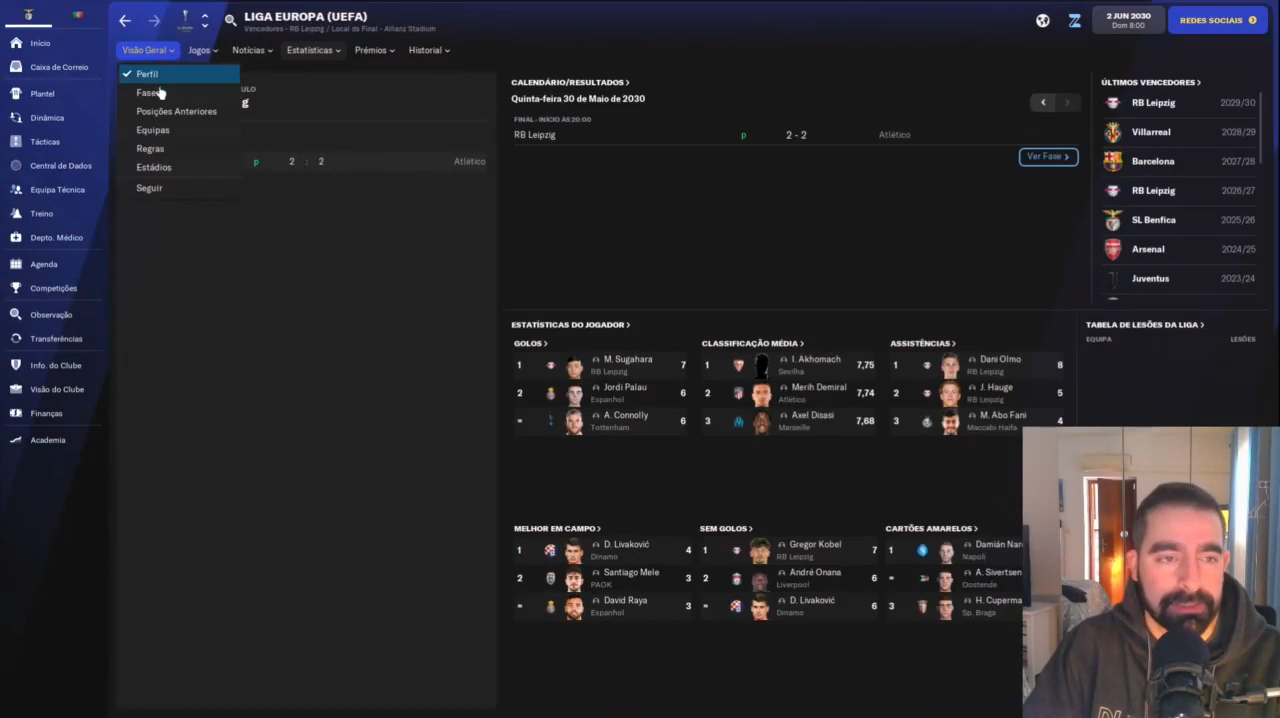 LIGA EUROPA (UEFA)
Vencedores - RB Leipzig / Local da Final - Allianz Stadium
2 JUN 2030
Dom 8:00
REDES SOCIAIS
Visão Geral
Jogos
Notícias
Estatísticas
Prémios
Historial
Início
Caixa de Correio
Plantel
Dinâmica
Tácticas
Central de Dados
Equipa Técnica
Treino
Depto. Médico
Agenda
Competições
Observação
Transferências
Info. do Clube
Visão do Clube
Finanças
Academia
Perfil
Fases
Posições Anteriores
Equipas
Regras
Estádios
Seguir
ULO
g
p 2 : 2 Atlético
CALENDÁRIO/RESULTADOS
Quinta-feira 30 de Maio de 2030
FINAL - INÍCIO ÀS 20:00
RB Leipzig p 2 - 2 Atlético
Ver Fase
ÚLTIMOS VENCEDORES
RB Leipzig 2029/30
Villarreal 2028/29
Barcelona 2027/28
RB Leipzig 2026/27
SL Benfica 2025/26
Arsenal 2024/25
Juventus 2023/24
ESTATÍSTICAS DO JOGADOR
GOLOS
1 M. Sugahara 7
RB Leipzig
2 Jordi Palau 6
Espanhol
= A. Connolly 6
Tottenham
CLASSIFICAÇÃO MÉDIA
1 I. Akhomach 7,75
Sevilha
2 Merih Demiral 7,74
Atlético
3 Axel Disasi 7,68
Marseille
ASSISTÊNCIAS
1 Dani Olmo 8
RB Leipzig
2 J. Hauge 5
RB Leipzig
3 M. Abo Fani 4
Maccabi Haifa
TABELA DE LESÕES DA LIGA
EQUIPA LESÕES
MELHOR EM CAMPO
1 D. Livaković 4
Dinamo
2 Santiago Mele 3
PAOK
= David Raya 3
Espanhol
SEM GOLOS
1 Gregor Kobel 7
RB Leipzig
2 André Onana 6
Liverpool
= D. Livaković 6
Dinamo
CARTÕES AMARELOS
1 Damián Nar
Napoli
= A. Sivertsen
Oostende
3 H. Cuperma
Sp. Braga